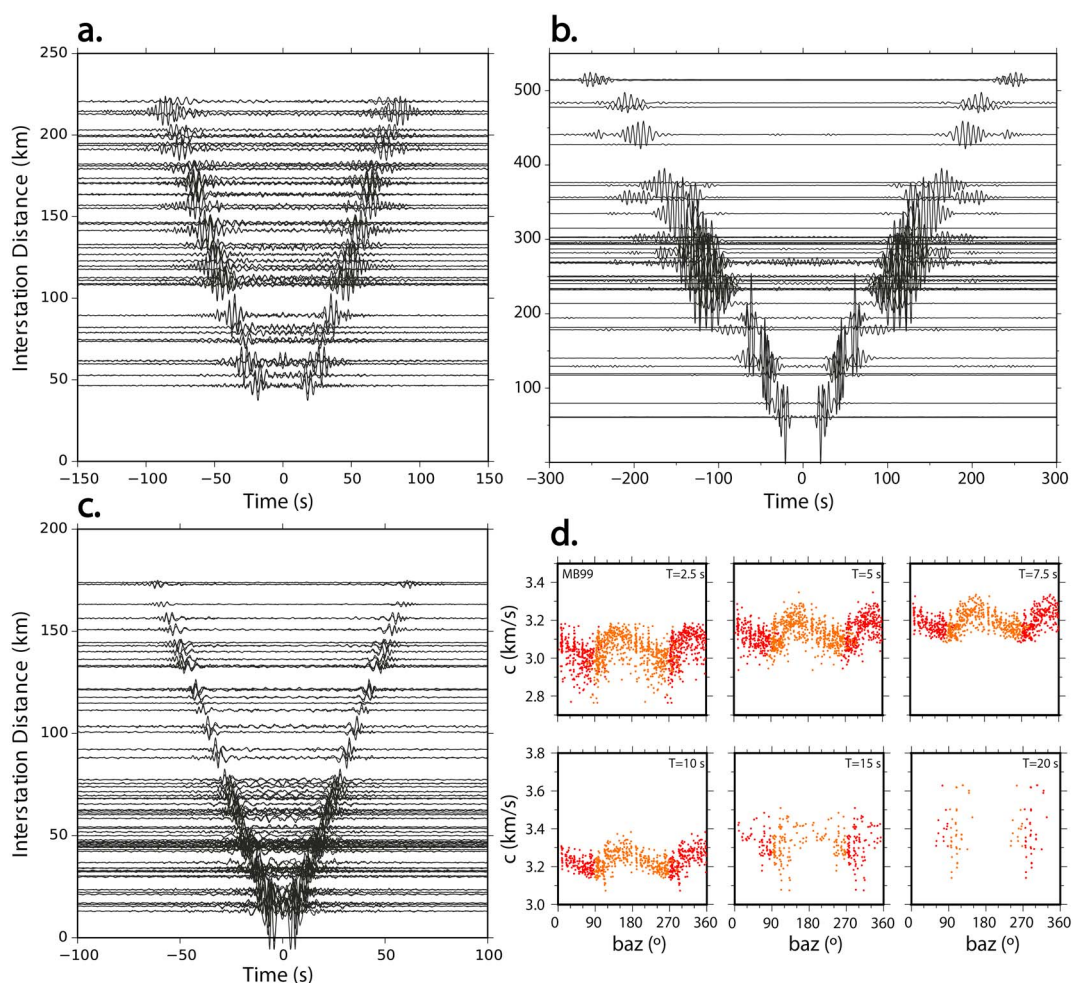 a.
250
200
150
100
50
0
Interstation Distance (km)
−150 −100 −50 0 50 100 150
Time (s)
b.
500
400
300
200
100
−300 −200 −100 0 100 200 300
Time (s)
c.
200
150
100
50
0
Interstation Distance (km)
−100 −50 0 50 100
Time (s)
d.
MB99 T=2.5 s T=5 s T=7.5 s
3.4
3.2
3.0
2.8
c (km/s)
T=10 s T=15 s T=20 s
3.8
3.6
3.4
3.2
3.0
c (km/s)
0 90 180 270 360 0 90 180 270 360 0 90 180 270 360
baz (º) baz (º) baz (º)